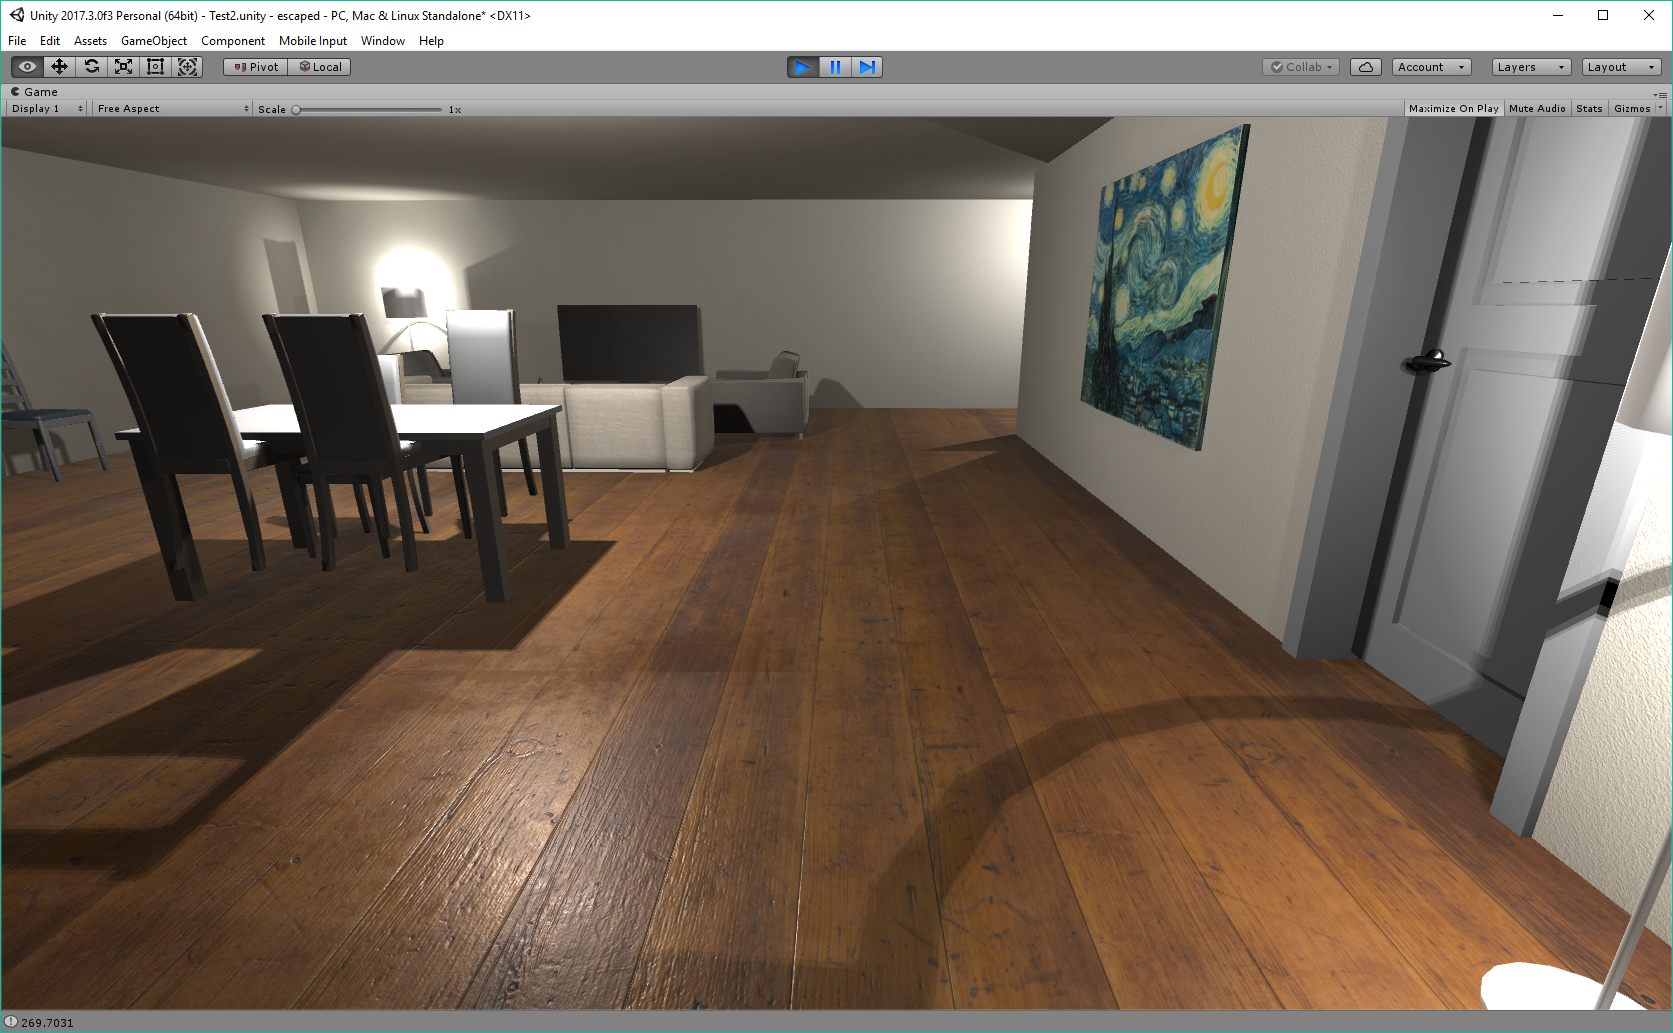 Unity 2017.3.0f3 Personal (64bit) - Test2.unity - escaped - PC, Mac & Linux Standalone* <DX11>
File Edit Assets GameObject Component Mobile Input Window Help
Pivot Local Collab Account Layers Layout
Game
Display 1 Free Aspect Scale 1x Maximize On Play Mute Audio Stats Gizmos
269.7031